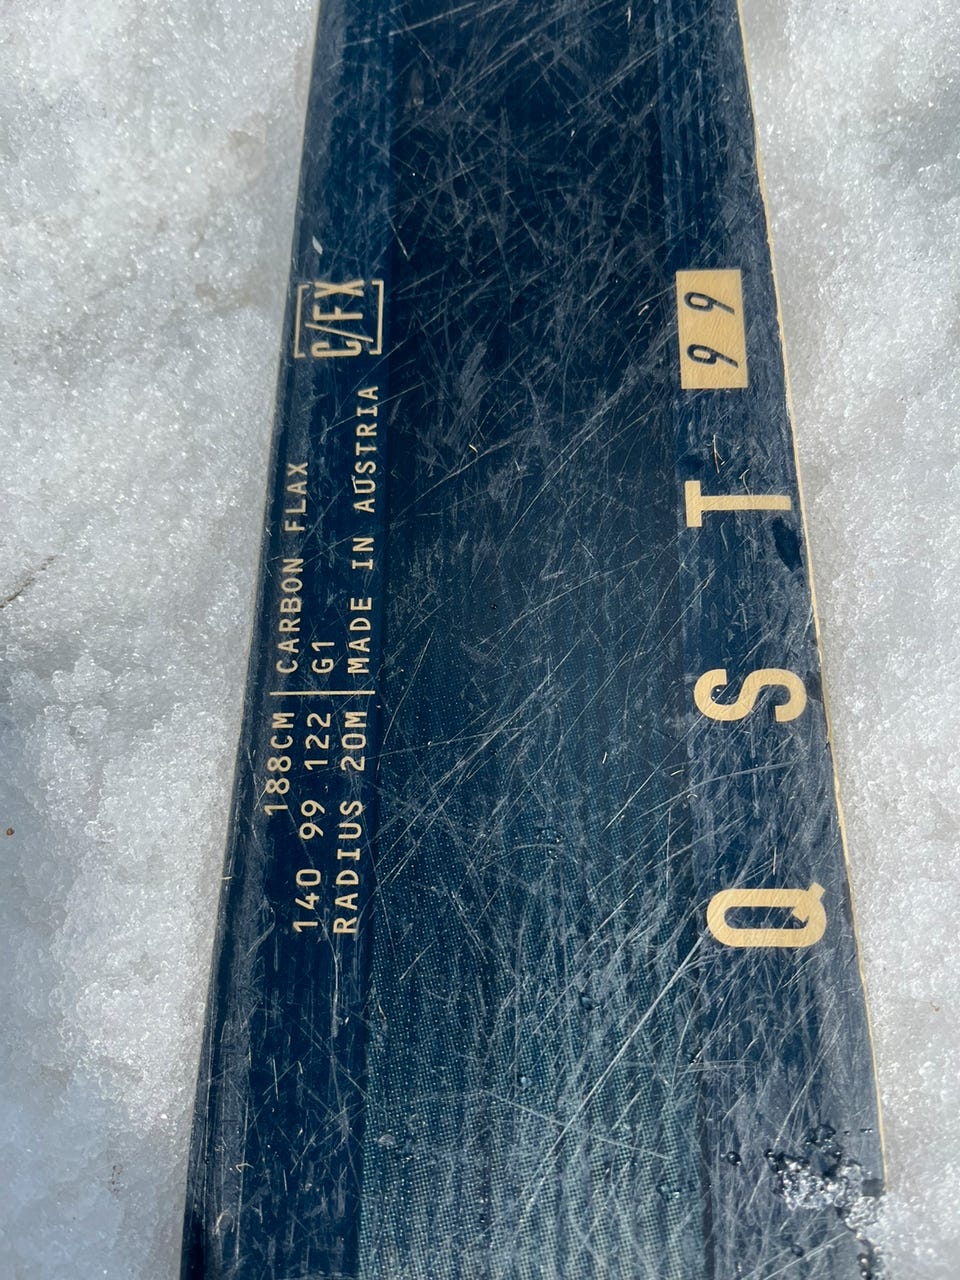 188CM | CARBON FLAX
140 99 122 | G1
RADIUS 20M | MADE IN AUSTRIA
C/FX
QST 99